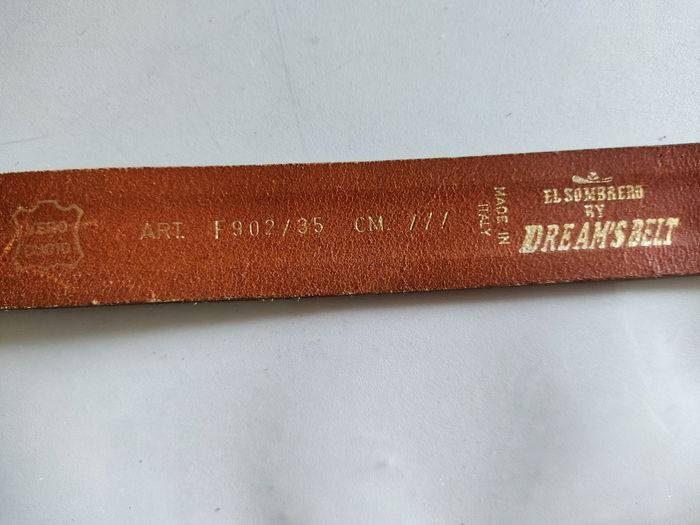 VERO
CUOIO
ART. F902/35 CM. ///
MADE IN
ITALY
EL SOMBRERO
BY
DREAM'S BELT